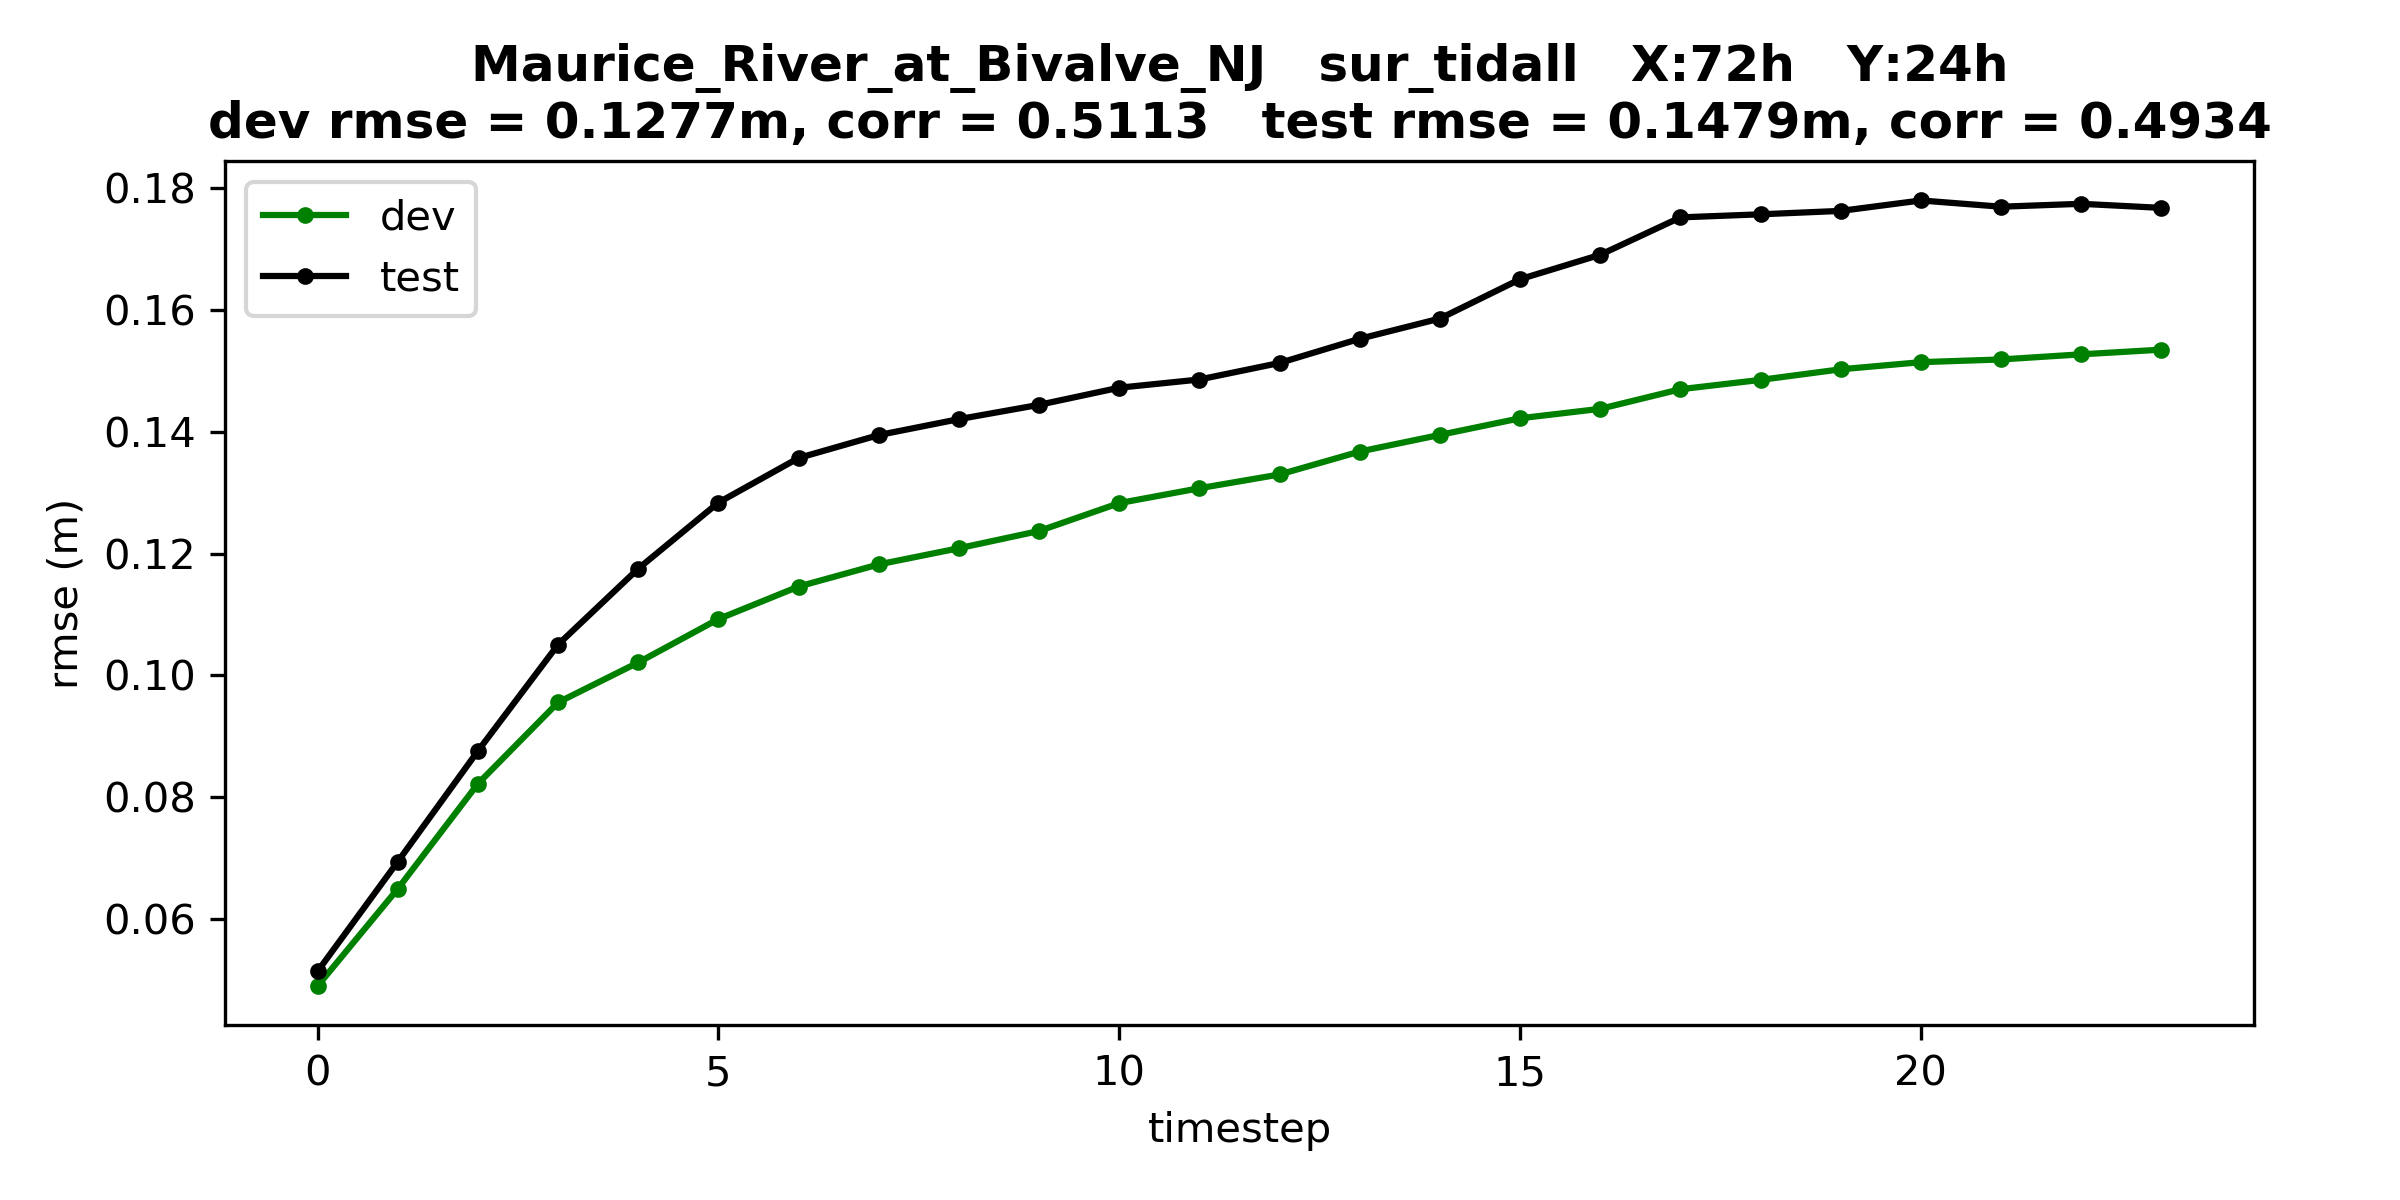 Maurice_River_at_Bivalve_NJ   sur_tidall   X:72h   Y:24h
dev rmse = 0.1277m, corr = 0.5113   test rmse = 0.1479m, corr = 0.4934
dev
test
0.18
0.16
0.14
0.12
0.10
0.08
0.06
rmse (m)
0 5 10 15 20
timestep